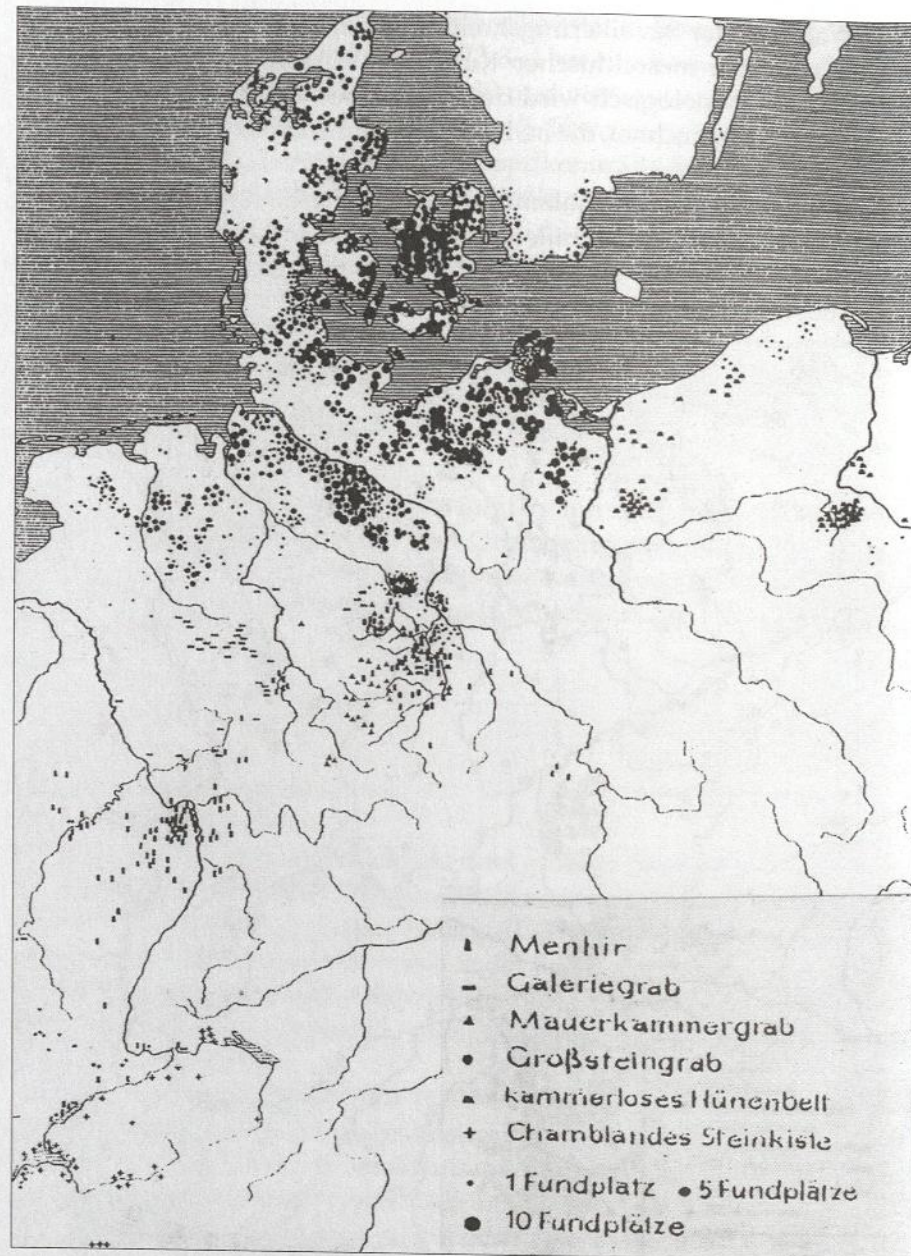 Menhir
Galeriegrab
Mauerkammergrab
Großsteingrab
kammerloses Hünenbett
Chamblandes Steinkiste
1 Fundplatz 5 Fundplätze
10 Fundplätze